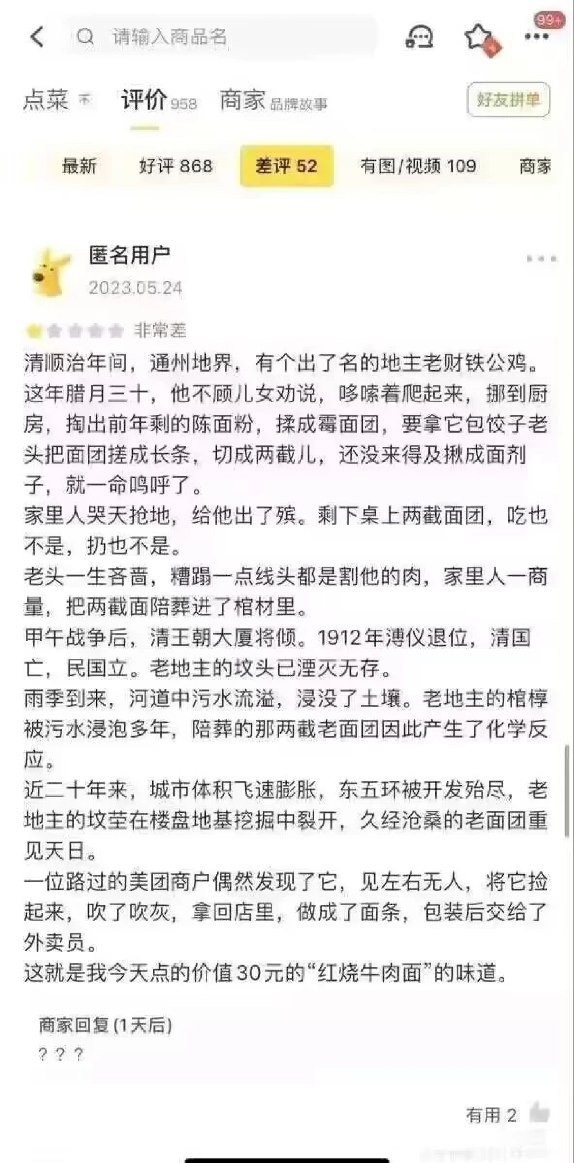 99+
请输入商品名
点菜 评价 958 商家 品牌故事 好友拼单
最新 好评 868 差评 52 有图/视频 109 商家
匿名用户
2023.05.24
非常差
清顺治年间，通州地界，有个出了名的地主老财铁公鸡。
这年腊月三十，他不顾儿女劝说，哆嗦着爬起来，挪到厨
房，掏出前年剩的陈面粉，揉成霉面团，要拿它包饺子老
头把面团搓成长条，切成两截儿，还没来得及揪成面剂
子，就一命呜呼了。
家里人哭天抢地，给他出了殡。剩下桌上两截面团，吃也
不是，扔也不是。
老头一生吝啬，糟蹋一点线头都是割他的肉，家里人一商
量，把两截面陪葬进了棺材里。
甲午战争后，清王朝大厦将倾。1912年溥仪退位，清国
亡，民国立。老地主的坟头已湮灭无存。
雨季到来，河道中污水流溢，浸没了土壤。老地主的棺椁
被污水浸泡多年，陪葬的那两截老面团因此产生了化学反
应。
近二十年来，城市体积飞速膨胀，东五环被开发殆尽，老
地主的坟茔在楼盘地基挖掘中裂开，久经沧桑的老面团重
见天日。
一位路过的美团商户偶然发现了它，见左右无人，将它捡
起来，吹了吹灰，拿回店里，做成了面条，包装后交给了
外卖员。
这就是我今天点的价值30元的“红烧牛肉面”的味道。
商家回复(1天后)
？？？
有用 2